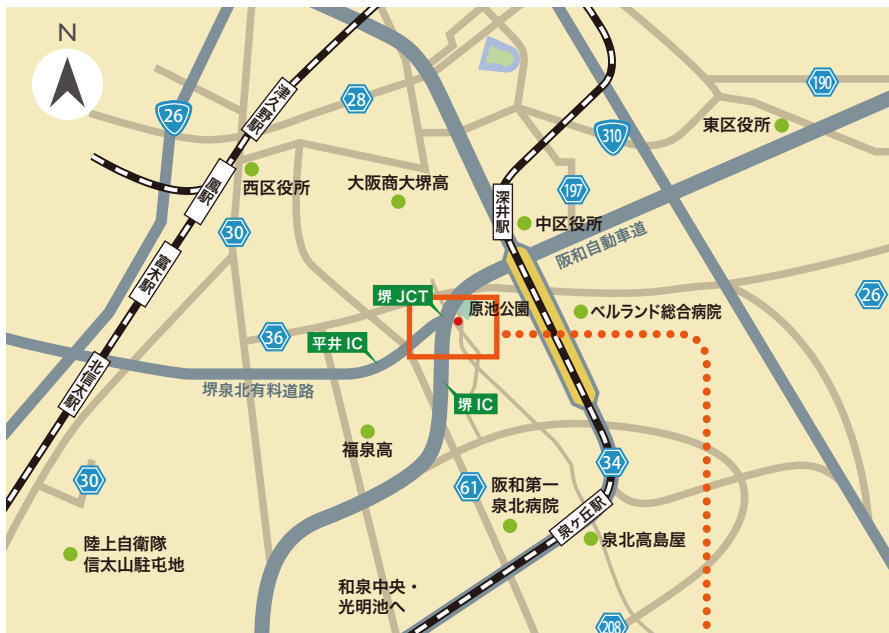 N
津久野駅
26
28
190
東区役所
310
鳳駅
西区役所
大阪商大堺高
197
深井駅
中区役所
30
阪和自動車道
富木駅
堺 JCT
原池公園
26
ベルランド総合病院
36
平井 IC
北信太駅
堺泉北有料道路
堺 IC
福泉高
34
30
61
阪和第一
泉北病院
泉ヶ丘駅
泉北高島屋
陸上自衛隊
信太山駐屯地
和泉中央・
光明池へ
208